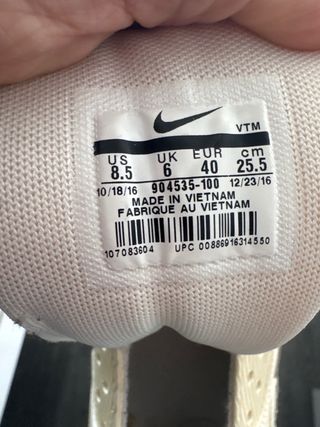 VTM
US UK EUR cm
8.5 6 40 25.5
10/18/16 904535-100 12/23/16
MADE IN VIETNAM
FABRIQUE AU VIETNAM
107083604 UPC 00886916314550